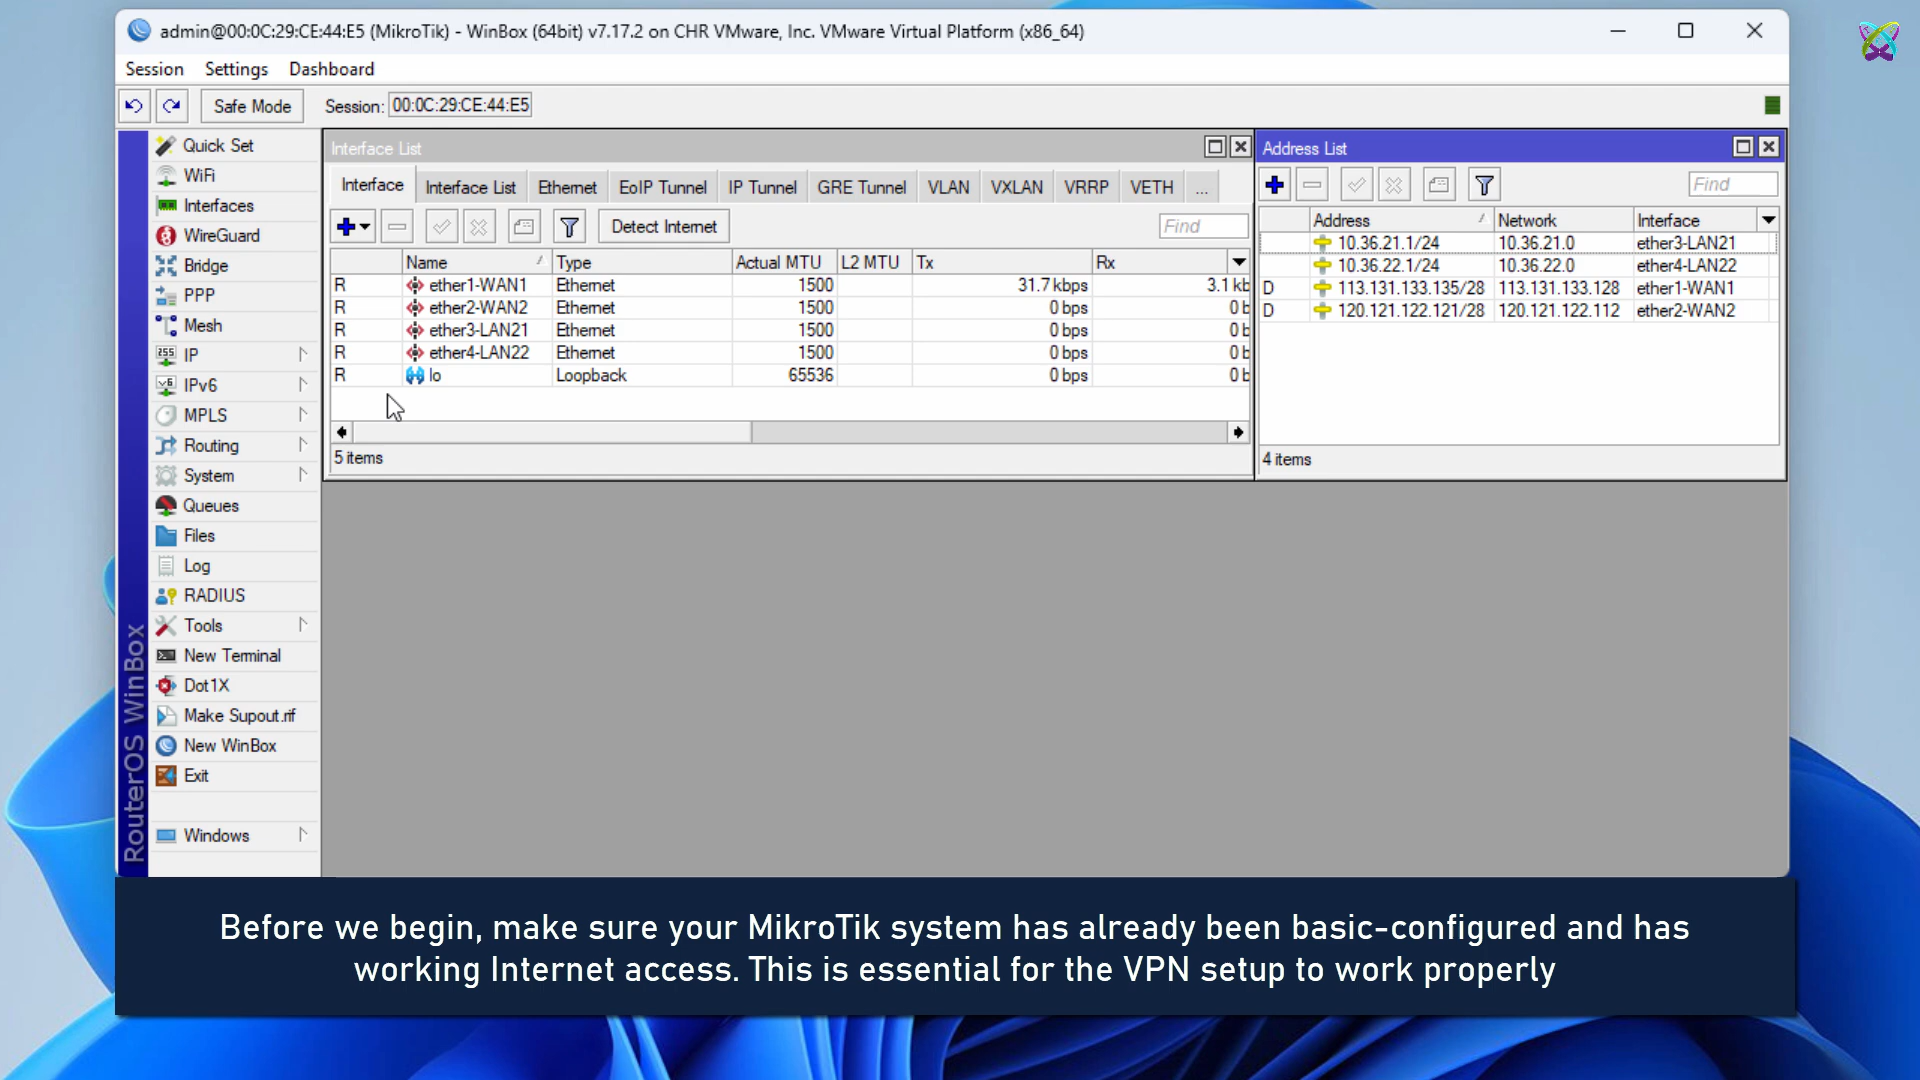 admin@00:0C:29:CE:44:E5 (MikroTik) - WinBox (64bit) v7.17.2 on CHR VMware, Inc. VMware Virtual Platform (x86_64)
Session Settings Dashboard
Safe Mode Session: 00:0C:29:CE:44:E5
RouterOS WinBox
Quick Set
WiFi
Interfaces
WireGuard
Bridge
PPP
Mesh
IP
IPv6
MPLS
Routing
System
Queues
Files
Log
RADIUS
Tools
New Terminal
Dot1X
Make Supout.rif
New WinBox
Exit
Windows
Interface List
Interface Interface List Ethernet EoIP Tunnel IP Tunnel GRE Tunnel VLAN VXLAN VRRP VETH ...
Detect Internet Find
Name Type Actual MTU L2 MTU Tx Rx
R ether1-WAN1 Ethernet 1500 31.7 kbps 3.1 kb
R ether2-WAN2 Ethernet 1500 0 bps 0 b
R ether3-LAN21 Ethernet 1500 0 bps 0 b
R ether4-LAN22 Ethernet 1500 0 bps 0 b
R lo Loopback 65536 0 bps 0 b
5 items
Address List
Find
Address Network Interface
10.36.21.1/24 10.36.21.0 ether3-LAN21
10.36.22.1/24 10.36.22.0 ether4-LAN22
D 113.131.133.135/28 113.131.133.128 ether1-WAN1
D 120.121.122.121/28 120.121.122.112 ether2-WAN2
4 items
Before we begin, make sure your MikroTik system has already been basic-configured and has
working Internet access. This is essential for the VPN setup to work properly